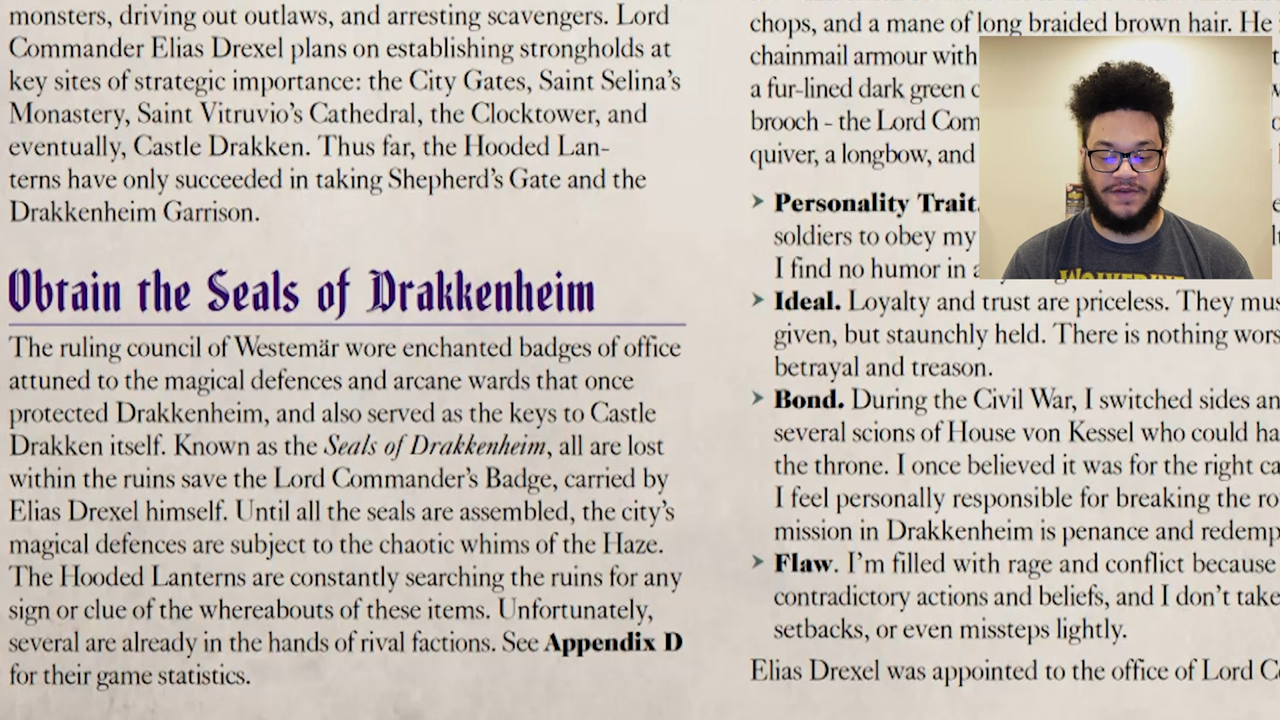 monsters, driving out outlaws, and arresting scavengers. Lord
Commander Elias Drexel plans on establishing strongholds at
key sites of strategic importance: the City Gates, Saint Selina's
Monastery, Saint Vitruvio's Cathedral, the Clocktower, and
eventually, Castle Drakken. Thus far, the Hooded Lan-
terns have only succeeded in taking Shepherd's Gate and the
Drakkenheim Garrison.
Obtain the Seals of Drakkenheim
The ruling council of Westemär wore enchanted badges of office
attuned to the magical defences and arcane wards that once
protected Drakkenheim, and also served as the keys to Castle
Drakken itself. Known as the Seals of Drakkenheim, all are lost
within the ruins save the Lord Commander's Badge, carried by
Elias Drexel himself. Until all the seals are assembled, the city's
magical defences are subject to the chaotic whims of the Haze.
The Hooded Lanterns are constantly searching the ruins for any
sign or clue of the whereabouts of these items. Unfortunately,
several are already in the hands of rival factions. See Appendix D
for their game statistics.
chops, and a mane of long braided brown hair. He
chainmail armour with
a fur-lined dark green
brooch - the Lord Com
quiver, a longbow, and
Personality Trait.
soldiers to obey my
I find no humor in
Ideal. Loyalty and trust are priceless. They mus
given, but staunchly held. There is nothing wors
betrayal and treason.
Bond. During the Civil War, I switched sides an
several scions of House von Kessel who could ha
the throne. I once believed it was for the right ca
I feel personally responsible for breaking the ro
mission in Drakkenheim is penance and redemp
Flaw. I'm filled with rage and conflict because
contradictory actions and beliefs, and I don't take
setbacks, or even missteps lightly.
Elias Drexel was appointed to the office of Lord C
WOLVERINE